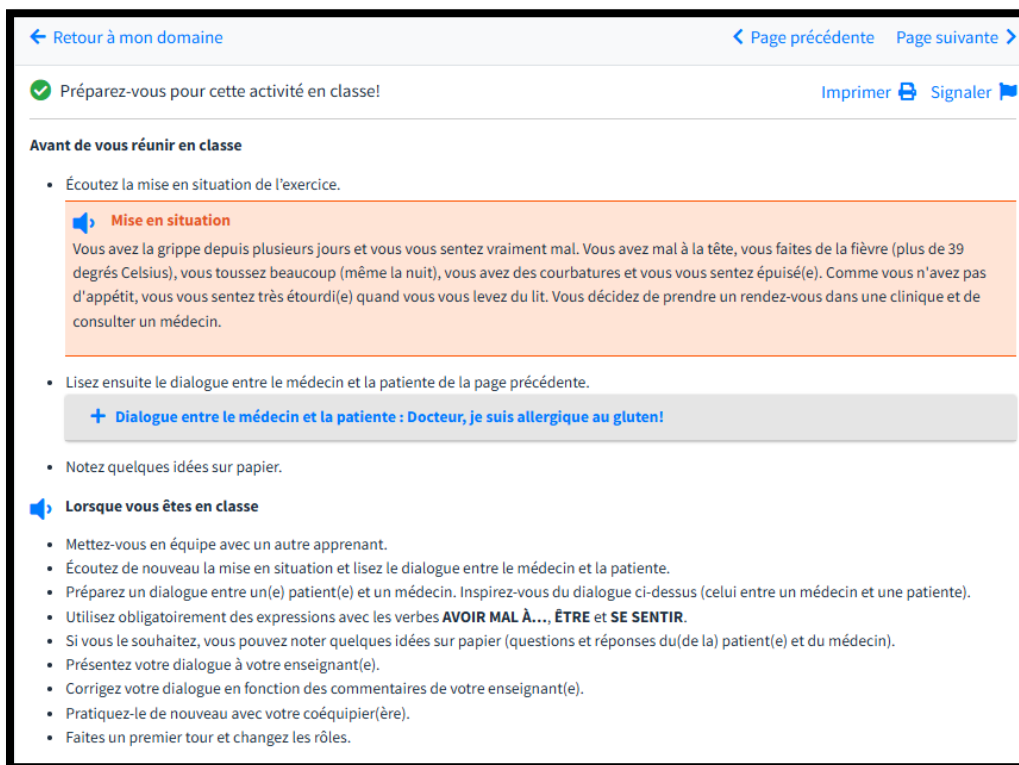 Retour à mon domaine
Page précédente Page suivante
Préparez-vous pour cette activité en classe!
Imprimer Signaler
Avant de vous réunir en classe
• Écoutez la mise en situation de l'exercice.
Mise en situation
Vous avez la grippe depuis plusieurs jours et vous vous sentez vraiment mal. Vous avez mal à la tête, vous faites de la fièvre (plus de 39
degrés Celsius), vous toussez beaucoup (même la nuit), vous avez des courbatures et vous vous sentez épuisé(e). Comme vous n'avez pas
d'appétit, vous vous sentez très étourdi(e) quand vous vous levez du lit. Vous décidez de prendre un rendez-vous dans une clinique et de
consulter un médecin.
• Lisez ensuite le dialogue entre le médecin et la patiente de la page précédente.
+ Dialogue entre le médecin et la patiente : Docteur, je suis allergique au gluten!
• Notez quelques idées sur papier.
Lorsque vous êtes en classe
• Mettez-vous en équipe avec un autre apprenant.
• Écoutez de nouveau la mise en situation et lisez le dialogue entre le médecin et la patiente.
• Préparez un dialogue entre un(e) patient(e) et un médecin. Inspirez-vous du dialogue ci-dessus (celui entre un médecin et une patiente).
• Utilisez obligatoirement des expressions avec les verbes AVOIR MAL À..., ÊTRE et SE SENTIR.
• Si vous le souhaitez, vous pouvez noter quelques idées sur papier (questions et réponses du(de la) patient(e) et du médecin).
• Présentez votre dialogue à votre enseignant(e).
• Corrigez votre dialogue en fonction des commentaires de votre enseignant(e).
• Pratiquez-le de nouveau avec votre coéquipier(ère).
• Faites un premier tour et changez les rôles.